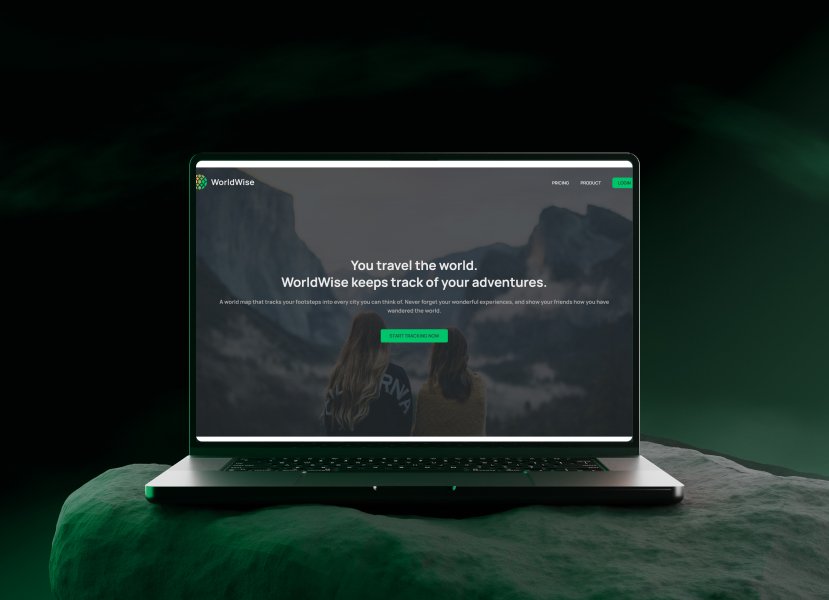 WorldWise
PRICING PRODUCT LOGIN
You travel the world.
WorldWise keeps track of your adventures.
A world map that tracks your footsteps into every city you can think of. Never forget your wonderful experiences, and show your friends how you have
wandered the world.
START TRACKING NOW
RNA